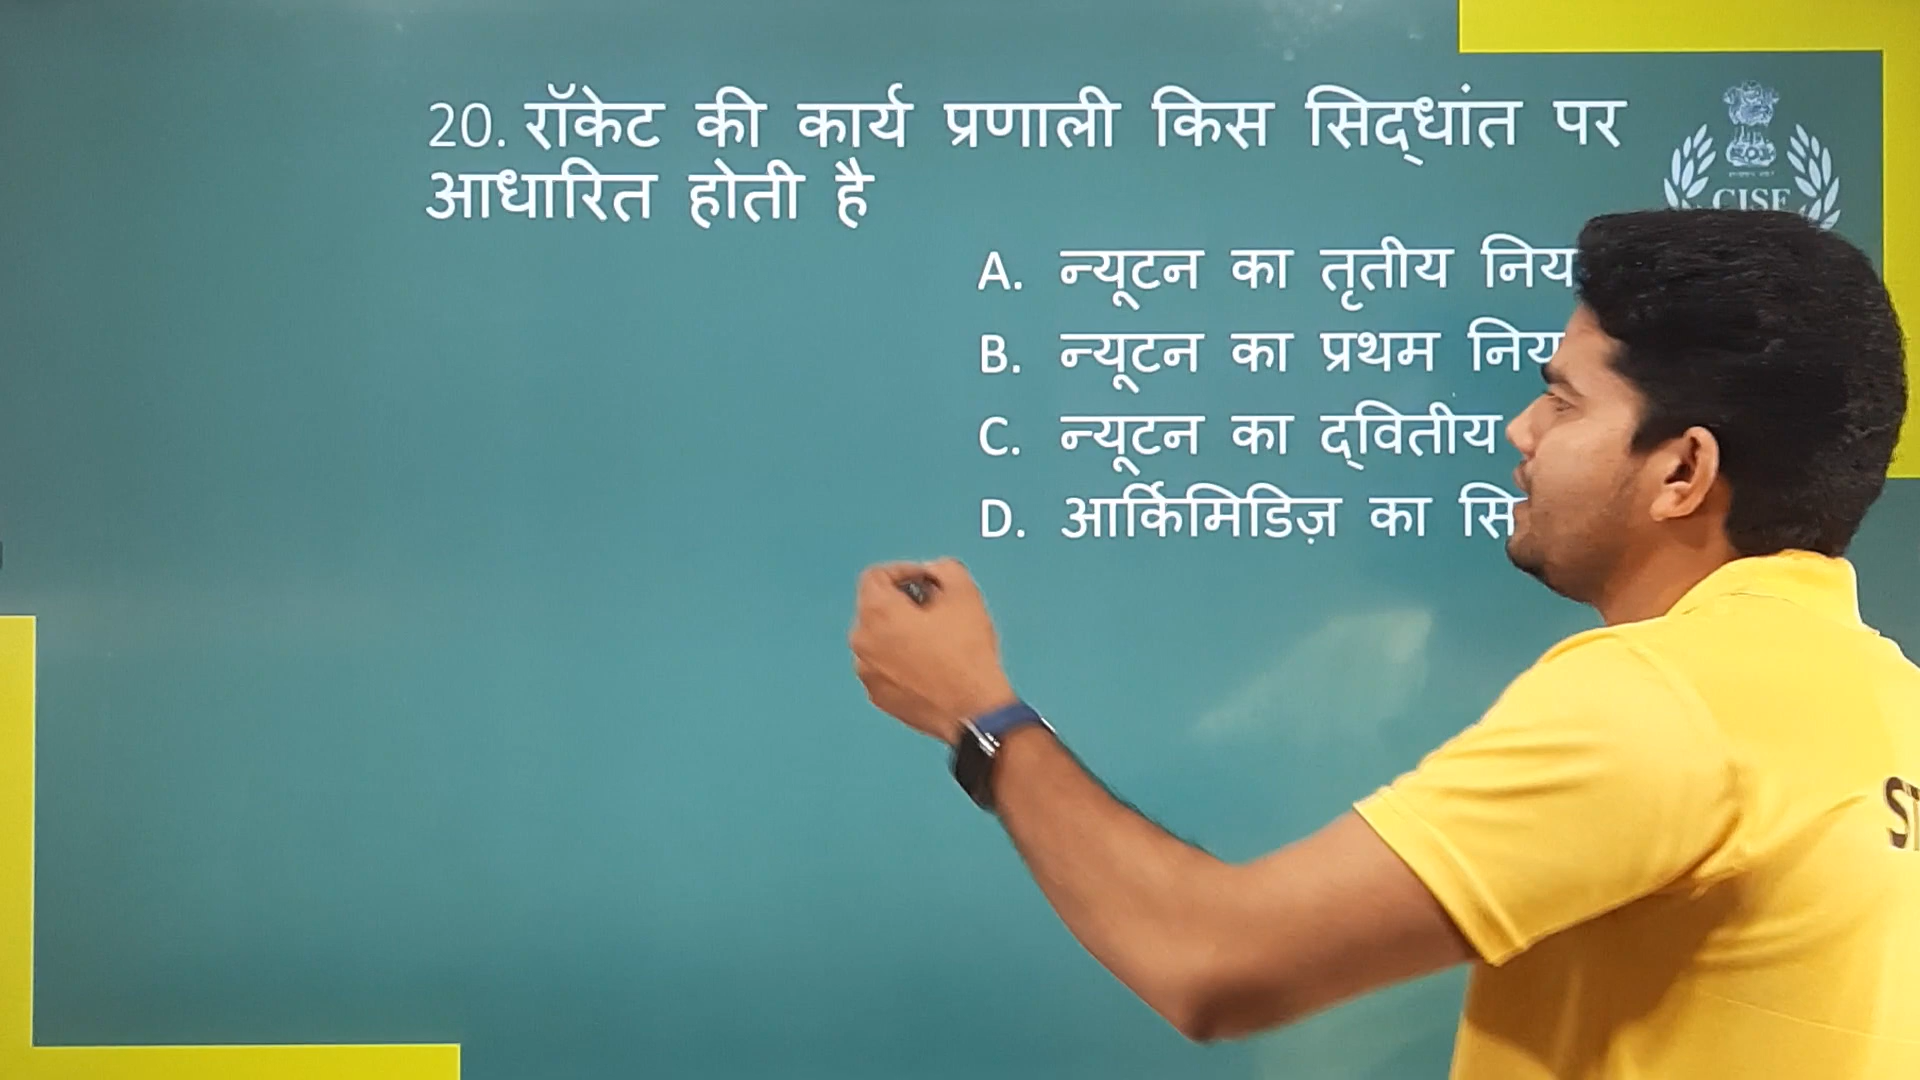 20. रॉकेट की कार्य प्रणाली किस सिद्धांत पर
आधारित होती है
CISF
A. न्यूटन का तृतीय
B. न्यूटन का प्रथम
C. न्यूटन का द्वितीय
D. आर्किमिडिज़ का